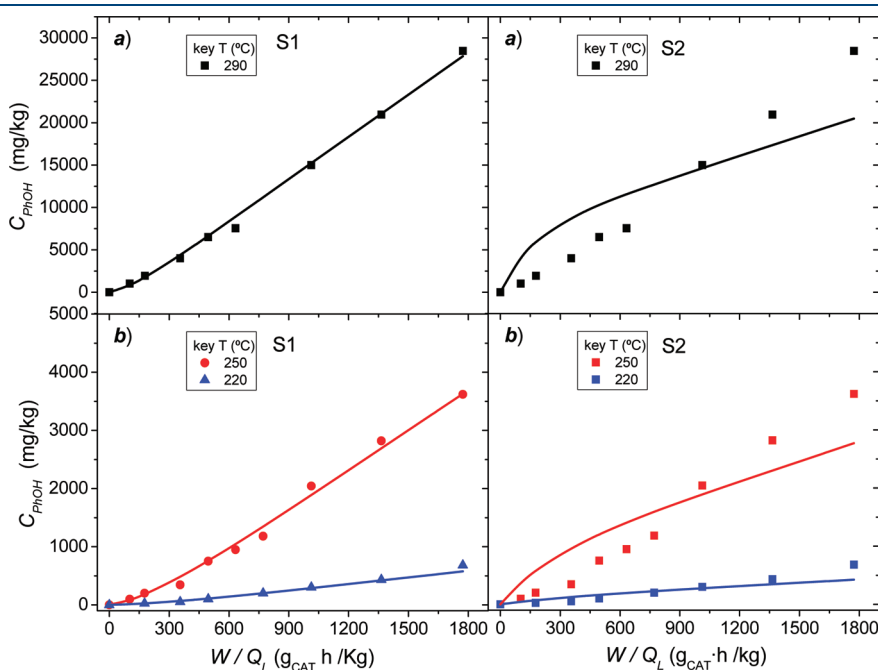 a)
S1
key T (ºC)
290
a)
S2
key T (ºC)
290
30000
25000
20000
15000
10000
5000
0
C_PhOH (mg/kg)
b)
S1
key T (ºC)
250
220
b)
S2
key T (ºC)
250
220
5000
4000
3000
2000
1000
0
C_PhOH (mg/kg)
0 300 600 900 1200 1500 1800
0 300 600 900 1200 1500 1800
W / Q_L (g_CAT h /Kg)
W / Q_L (g_CAT·h /kg)